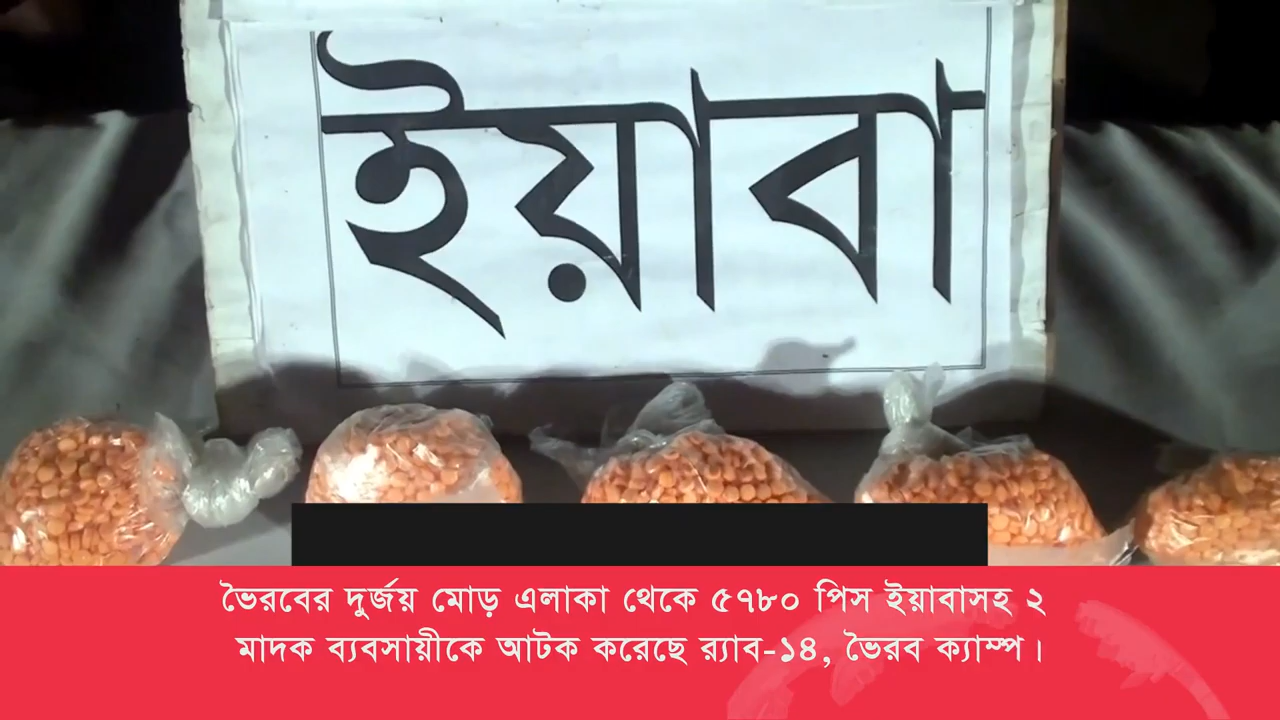 ইয়াবা
ভৈরবের দুর্জয় মোড় এলাকা থেকে ৫৭৮০ পিস ইয়াবাসহ ২
মাদক ব্যবসায়ীকে আটক করেছে র‍্যাব-১৪, ভৈরব ক্যাম্প।